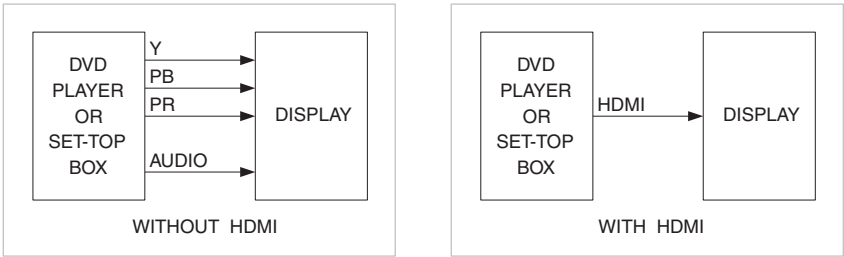 DVD
PLAYER
OR
SET-TOP
BOX
Y
PB
PR
AUDIO
DISPLAY
WITHOUT HDMI
DVD
PLAYER
OR
SET-TOP
BOX
HDMI
DISPLAY
WITH HDMI